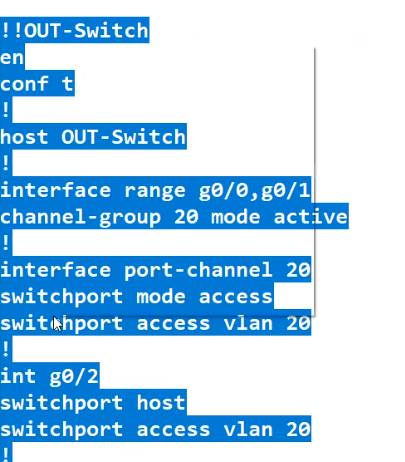 !!OUT-Switch
en
conf t
!
host OUT-Switch
!
interface range g0/0,g0/1
channel-group 20 mode active
!
interface port-channel 20
switchport mode access
switchport access vlan 20
!
int g0/2
switchport host
switchport access vlan 20
!